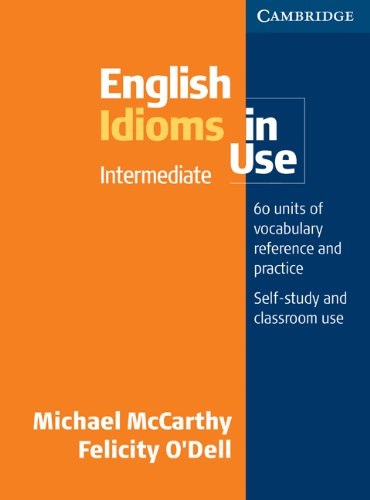 CAMBRIDGE
English
Idioms in
Intermediate Use
60 units of
vocabulary
reference and
practice
Self-study and
classroom use
Michael McCarthy
Felicity O'Dell